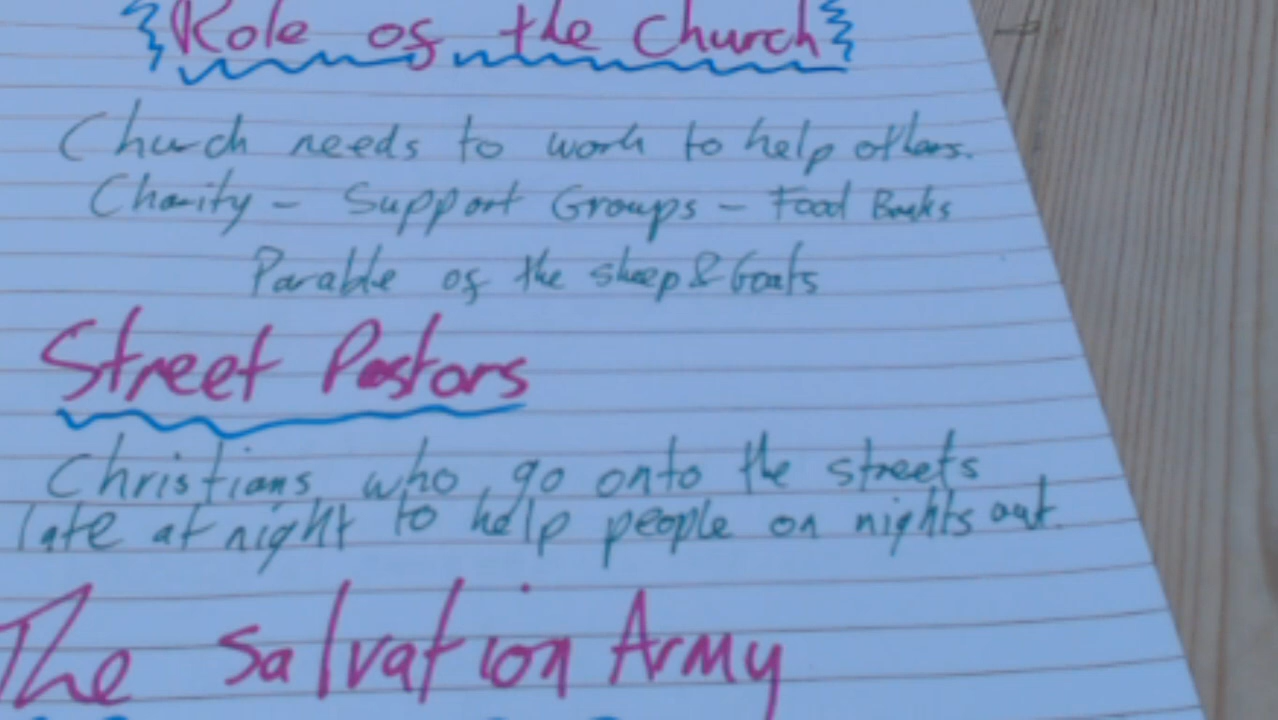 Role of the Church
Church needs to work to help others.
Charity - Support Groups - Food Banks
Parable of the sheep & Goats
Street Pastors
Christians who go onto the streets
late at night to help people on nights out.
The Salvation Army